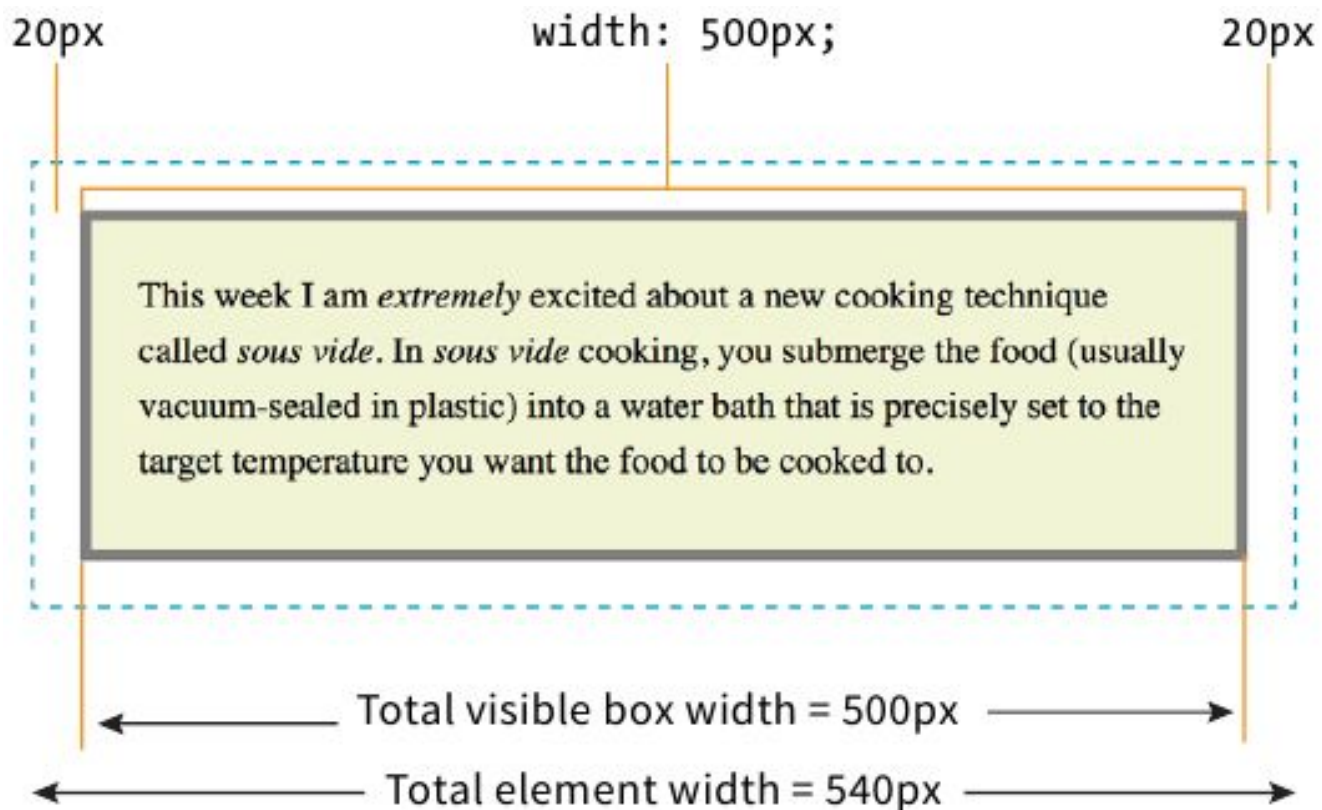 20px width: 500px; 20px
This week I am extremely excited about a new cooking technique
called sous vide. In sous vide cooking, you submerge the food (usually
vacuum-sealed in plastic) into a water bath that is precisely set to the
target temperature you want the food to be cooked to.
Total visible box width = 500px
Total element width = 540px